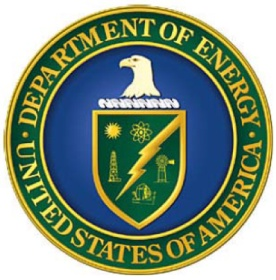 DEPARTMENT OF ENERGY
UNITED STATES OF AMERICA